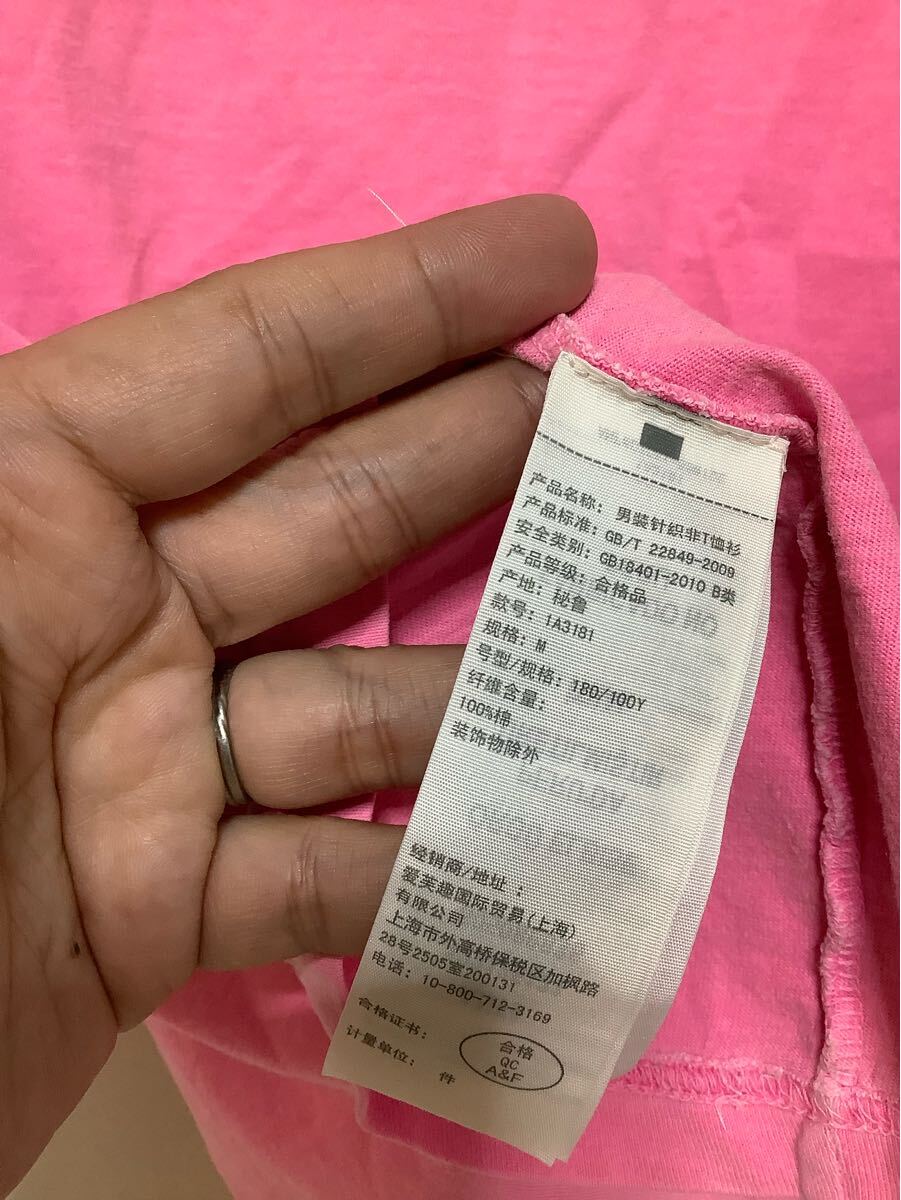 产品名称： 男装针织非T恤衫
产品标准： GB/T 22849-2009
安全类别： GB18401-2010 B类
产品等级： 合格品
产地： 秘鲁
款号： 1A3181
规格： M
号型/规格： 180/100Y
纤维含量：
100%棉
装饰物除外
经销商/地址：
爱芙趣国际贸易(上海)
有限公司
上海市外高桥保税区加枫路
28号2505室200131
电话： 10-800-712-3169
合格证书：
合格
QC
A&F
计量单位： 件